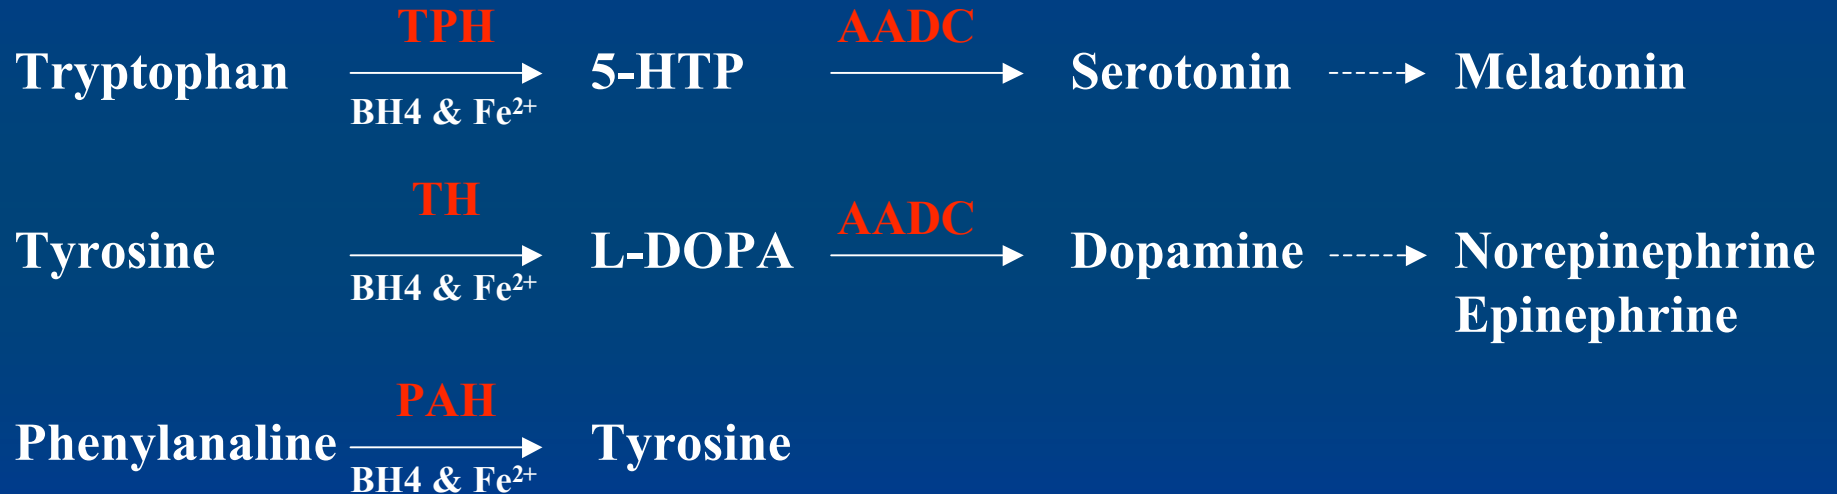 TPH AADC
Tryptophan 5-HTP Serotonin Melatonin
BH4 & Fe²⁺
TH AADC
Tyrosine L-DOPA Dopamine Norepinephrine
BH4 & Fe²⁺
Epinephrine
PAH
Phenylanaline Tyrosine
BH4 & Fe²⁺